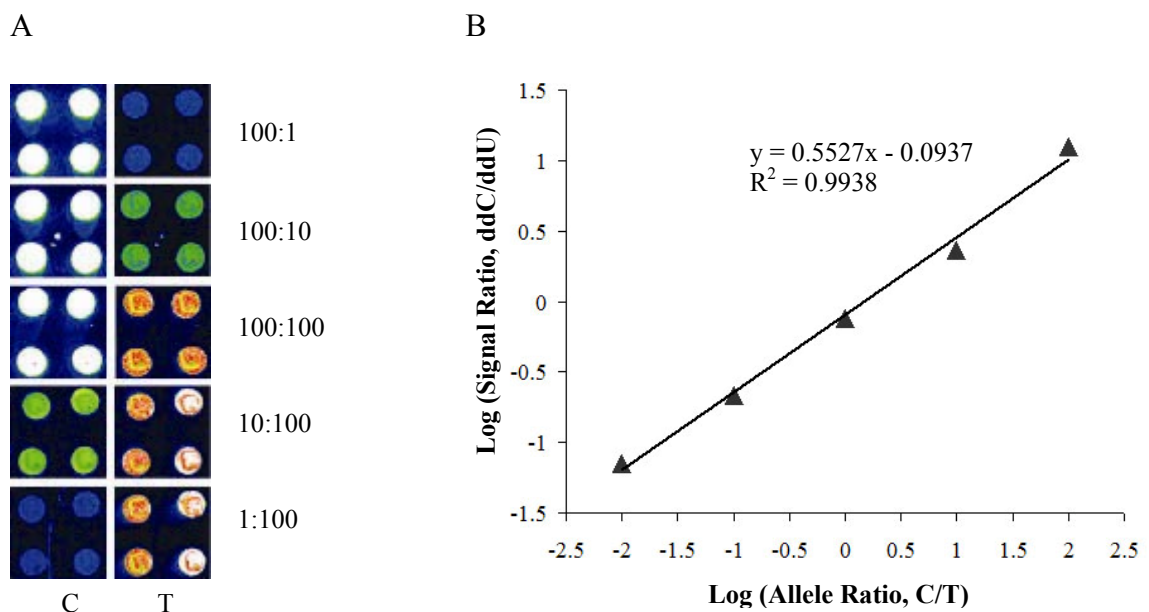 A
B
100:1
100:10
100:100
10:100
1:100
C T
1.5
1
0.5
0
-0.5
-1
-1.5
y = 0.5527x - 0.0937
R² = 0.9938
Log (Signal Ratio, ddC/ddU)
-2.5 -2 -1.5 -1 -0.5 0 0.5 1 1.5 2 2.5
Log (Allele Ratio, C/T)